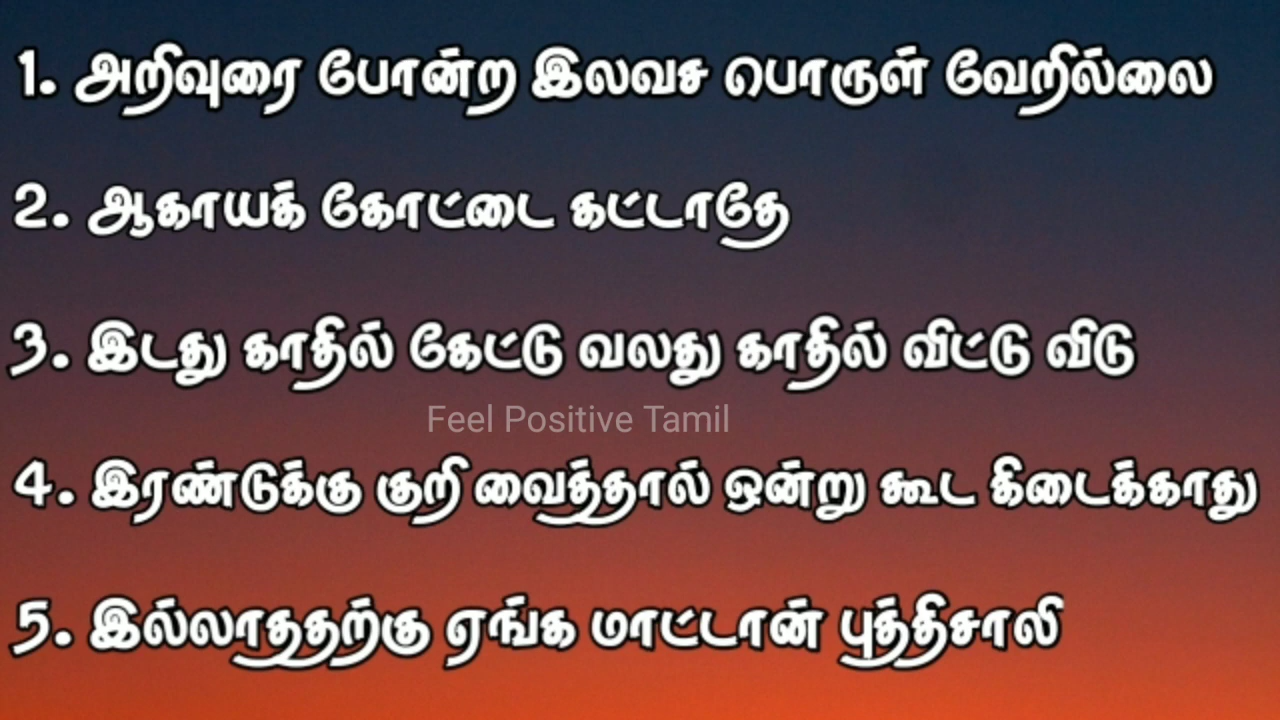 1. அறிவுரை போன்ற இலவச பொருள் வேறில்லை
2. ஆகாயக் கோட்டை கட்டாதே
3. இடது காதில் கேட்டு வலது காதில் விட்டு விடு
Feel Positive Tamil
4. இரண்டுக்கு குறி வைத்தால் ஒன்று கூட கிடைக்காது
5. இல்லாததற்கு ஏங்க மாட்டான் புத்திசாலி